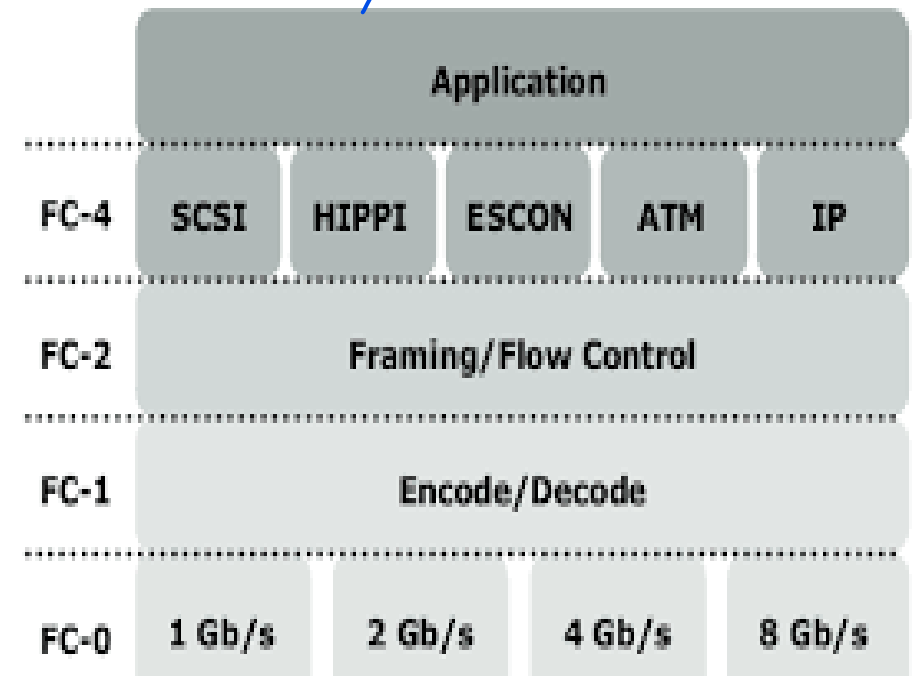 Application
FC-4 SCSI HIPPI ESCON ATM IP
FC-2 Framing/Flow Control
FC-1 Encode/Decode
FC-0 1 Gb/s 2 Gb/s 4 Gb/s 8 Gb/s